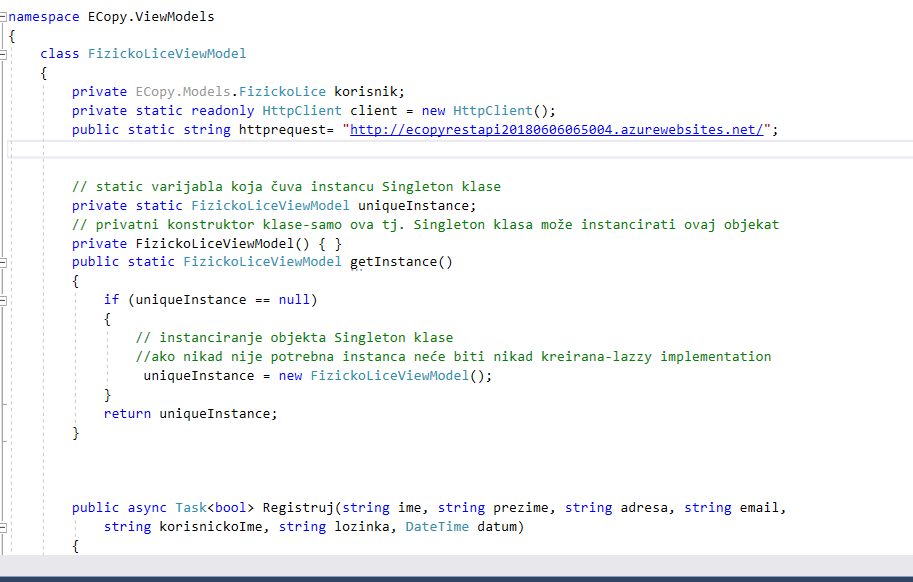 namespace ECopy.ViewModels
{
class FizickoLiceViewModel
{
private ECopy.Models.FizickoLice korisnik;
private static readonly HttpClient client = new HttpClient();
public static string httprequest= "http://ecopyrestapi20180606065004.azurewebsites.net/";
// static varijabla koja čuva instancu Singleton klase
private static FizickoLiceViewModel uniqueInstance;
// privatni konstruktor klase-samo ova tj. Singleton klasa može instancirati ovaj objekat
private FizickoLiceViewModel() { }
public static FizickoLiceViewModel getInstance()
{
if (uniqueInstance == null)
{
// instanciranje objekta Singleton klase
//ako nikad nije potrebna instanca neće biti nikad kreirana-lazzy implementation
uniqueInstance = new FizickoLiceViewModel();
}
return uniqueInstance;
}
public async Task<bool> Registruj(string ime, string prezime, string adresa, string email,
string korisnickoIme, string lozinka, DateTime datum)
{